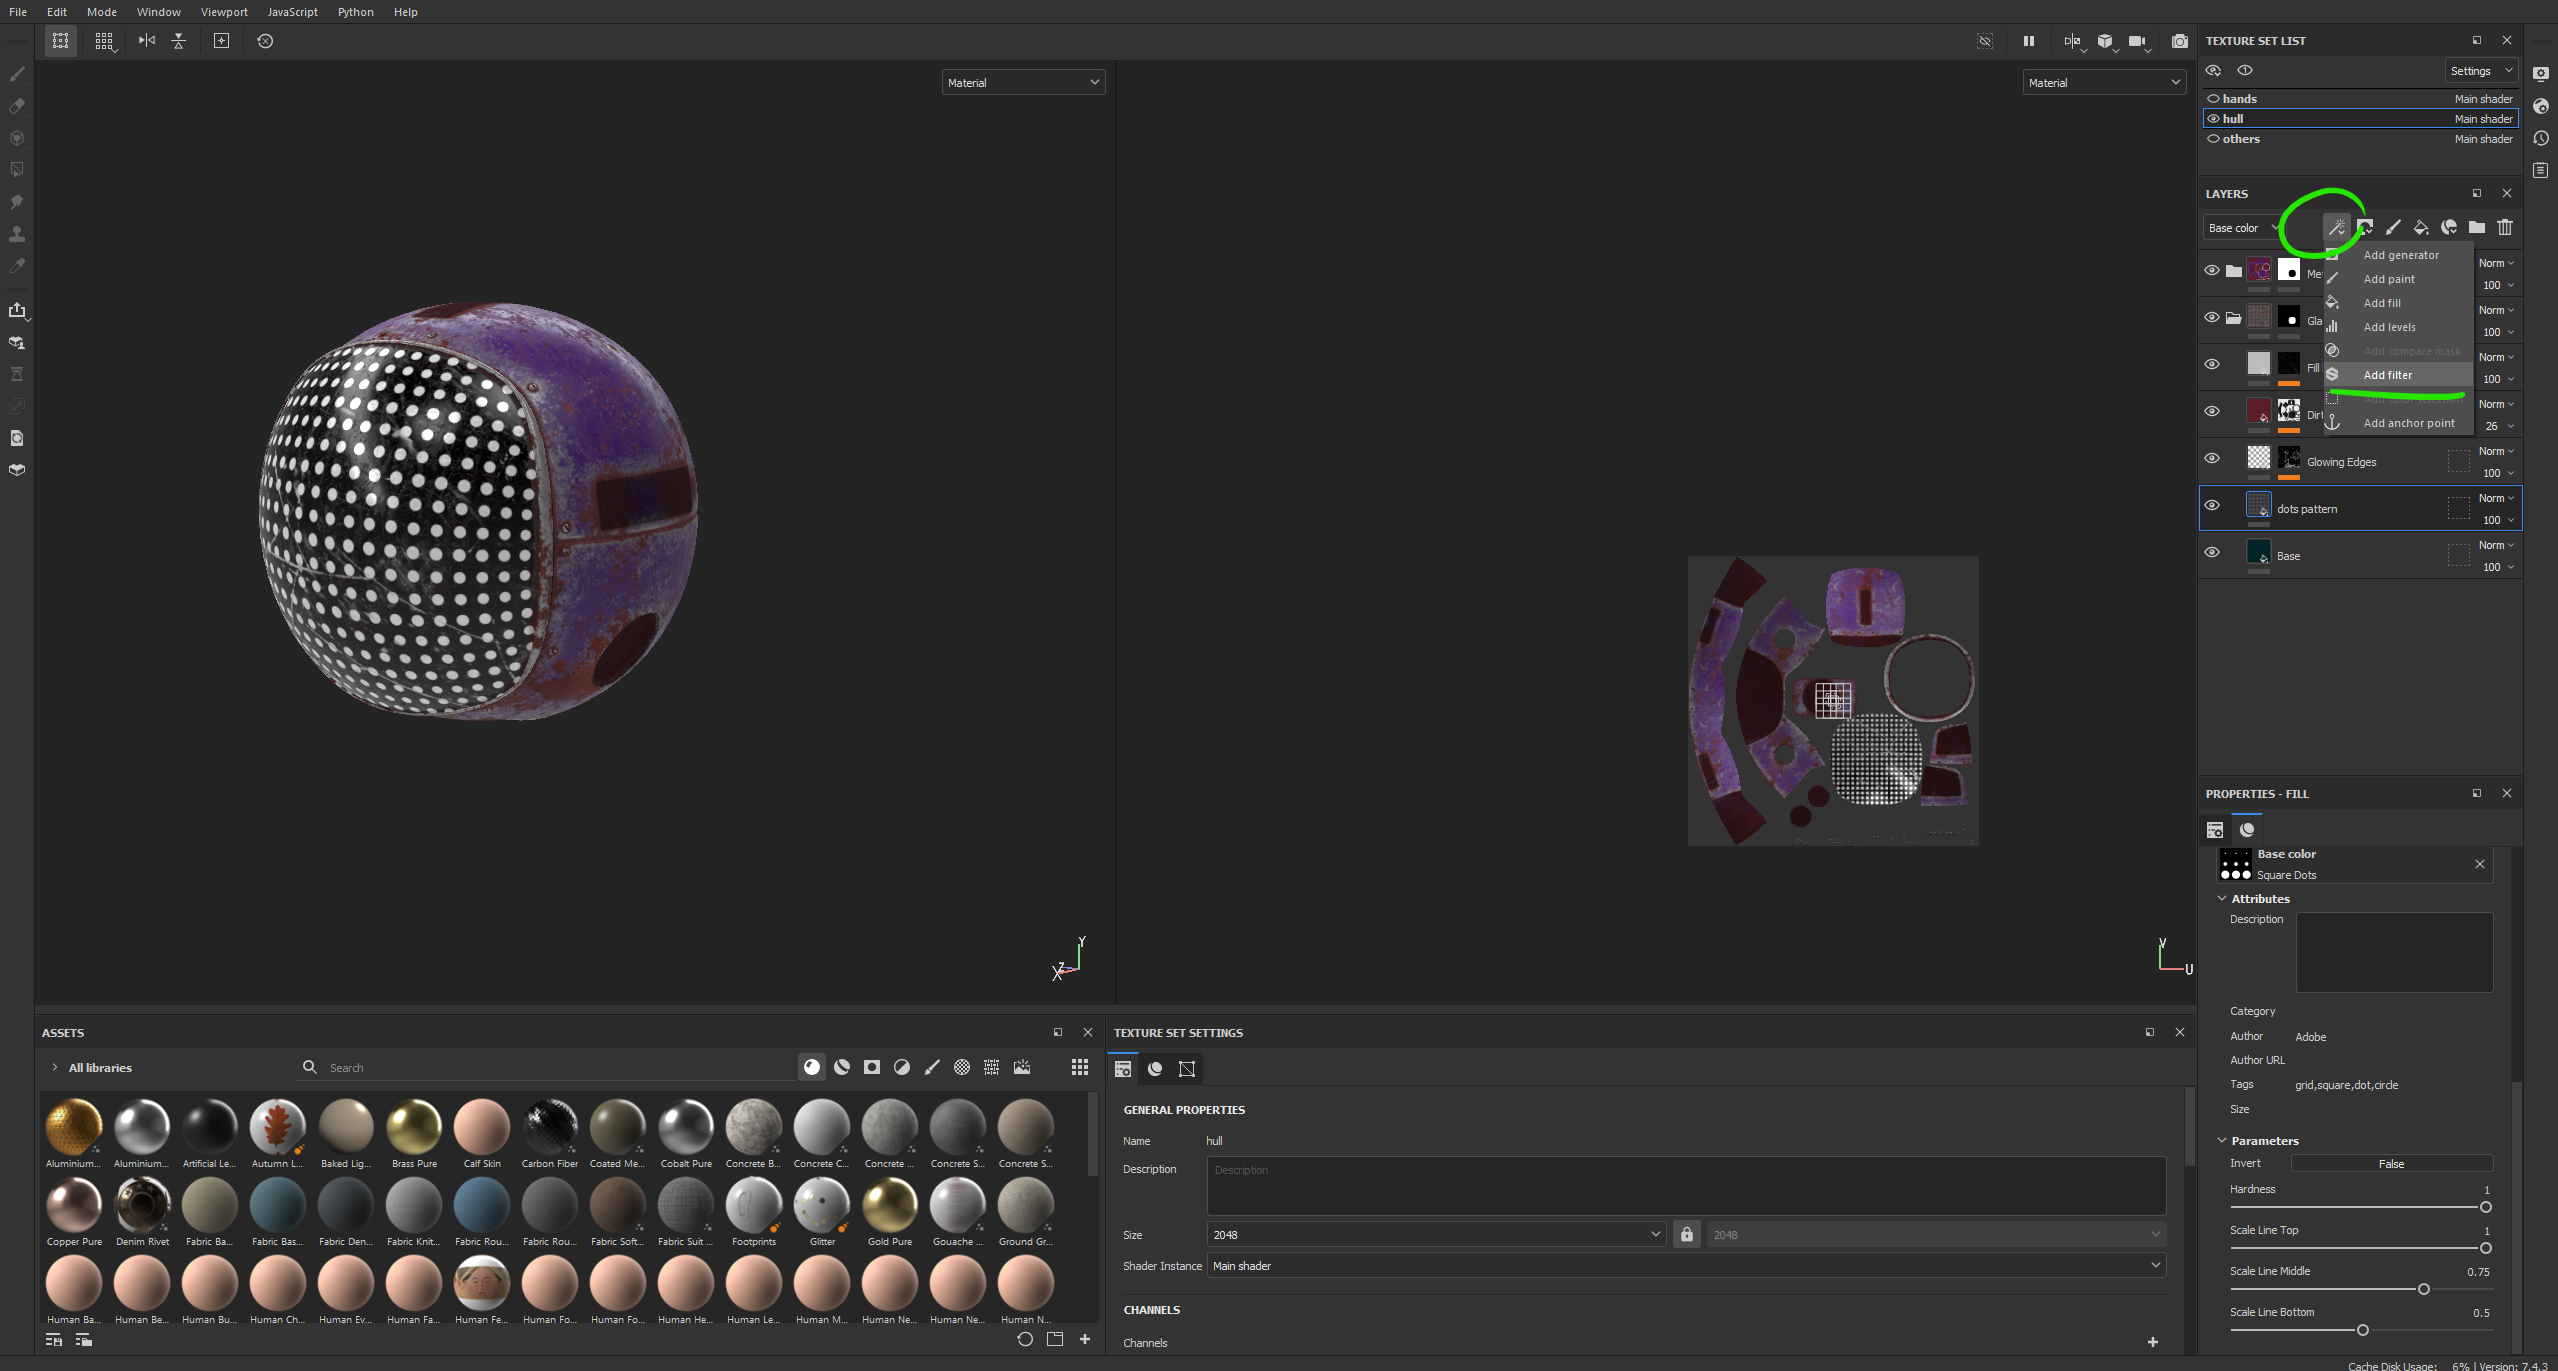 File Edit Mode Window Viewport JavaScript Python Help
Material
Material
TEXTURE SET LIST
Settings
hands Main shader
hull Main shader
others Main shader
LAYERS
Base color
Add generator
Add paint
Add fill
Add levels
Add compare mask
Add filter
Add color selection
Add anchor point
Me Norm
100
Gla Norm
100
Fill Norm
100
Dirt Norm
26
Glowing Edges Norm
100
dots pattern Norm
100
Base Norm
100
Y
Z
X
V
U
PROPERTIES - FILL
Base color
Square Dots
Attributes
Description
Category
Author Adobe
Author URL
Tags grid,square,dot,circle
Size
Parameters
Invert False
Hardness 1
Scale Line Top 1
Scale Line Middle 0.75
Scale Line Bottom 0.5
ASSETS
All libraries Search
Aluminium... Aluminium... Artificial Le... Autumn L... Baked Lig... Brass Pure Calf Skin Carbon Fiber Coated Me... Cobalt Pure Concrete B... Concrete C... Concrete ... Concrete S... Concrete S...
Copper Pure Denim Rivet Fabric Ba... Fabric Bas... Fabric Den... Fabric Knit... Fabric Rou... Fabric Rou... Fabric Soft... Fabric Suit ... Footprints Glitter Gold Pure Gouache ... Ground Gr...
Human Ba... Human Be... Human Bu... Human Ch... Human Ev... Human Fa... Human Fe... Human Fo... Human Fo... Human He... Human Le... Human M... Human Ne... Human Ne... Human N...
TEXTURE SET SETTINGS
GENERAL PROPERTIES
Name hull
Description Description
Size 2048 2048
Shader Instance Main shader
CHANNELS
Channels
Cache Disk Usage: 6% | Version: 7.4.3